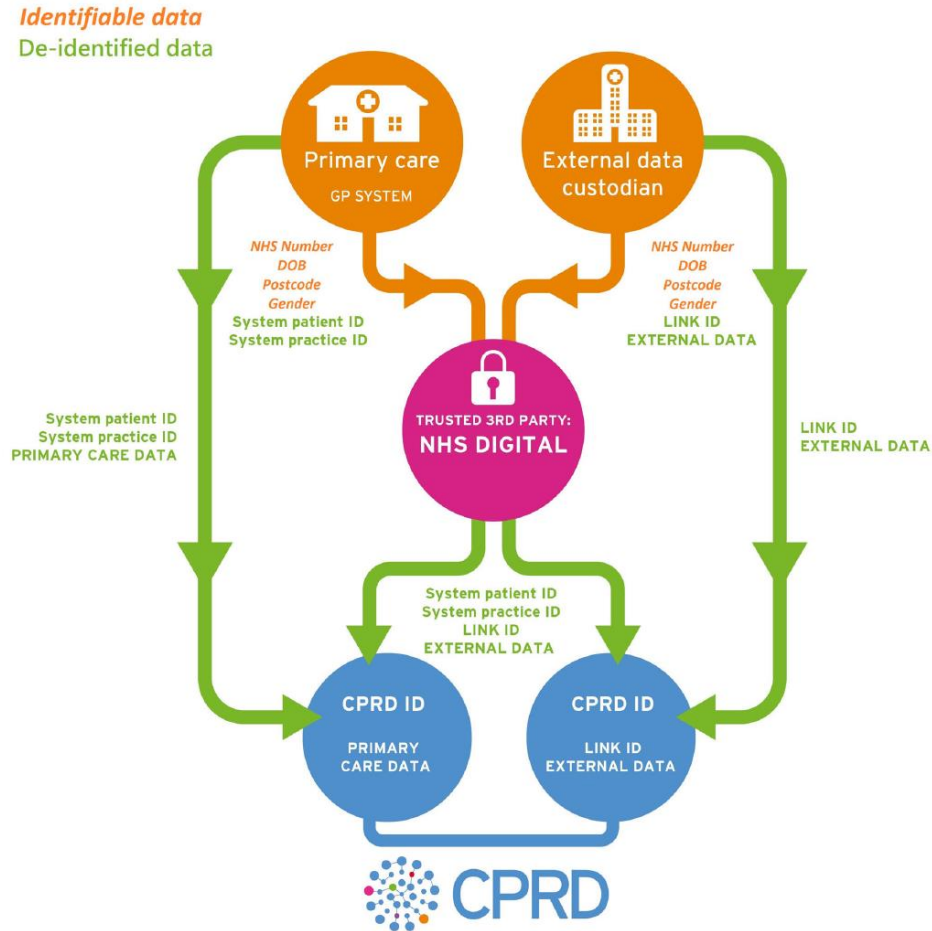 Identifiable data
De-identified data
Primary care
GP SYSTEM
External data
custodian
NHS Number
DOB
Postcode
Gender
System patient ID
System practice ID
NHS Number
DOB
Postcode
Gender
LINK ID
EXTERNAL DATA
TRUSTED 3RD PARTY:
NHS DIGITAL
System patient ID
System practice ID
PRIMARY CARE DATA
LINK ID
EXTERNAL DATA
System patient ID
System practice ID
LINK ID
EXTERNAL DATA
CPRD ID
PRIMARY
CARE DATA
CPRD ID
LINK ID
EXTERNAL DATA
CPRD